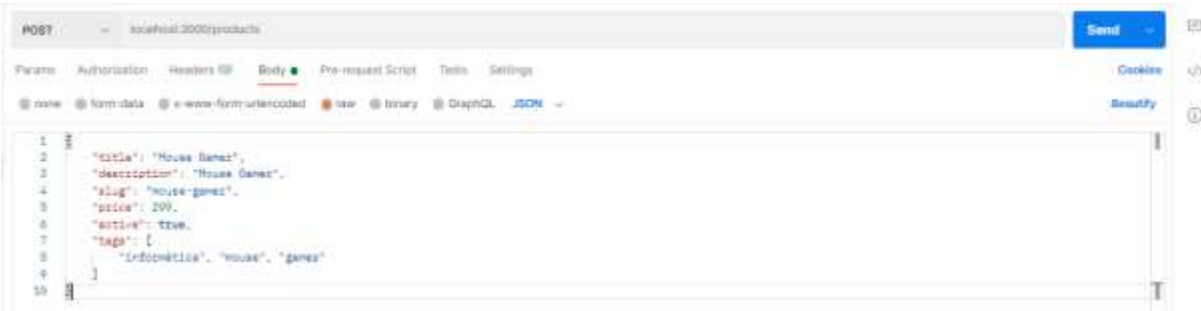 POST localhost:3000/products Send
Params Authorization Headers Body Pre-request Script Tests Settings Cookies
none form-data x-www-form-urlencoded raw binary GraphQL JSON Beautify
1 {
2 "title": "Mouse Gamer",
3 "description": "Mouse Gamer",
4 "slug": "mouse-gamer",
5 "price": 299,
6 "active": true,
7 "tags": [
8 "informática", "mouse", "gamer"
9 ]
10 }